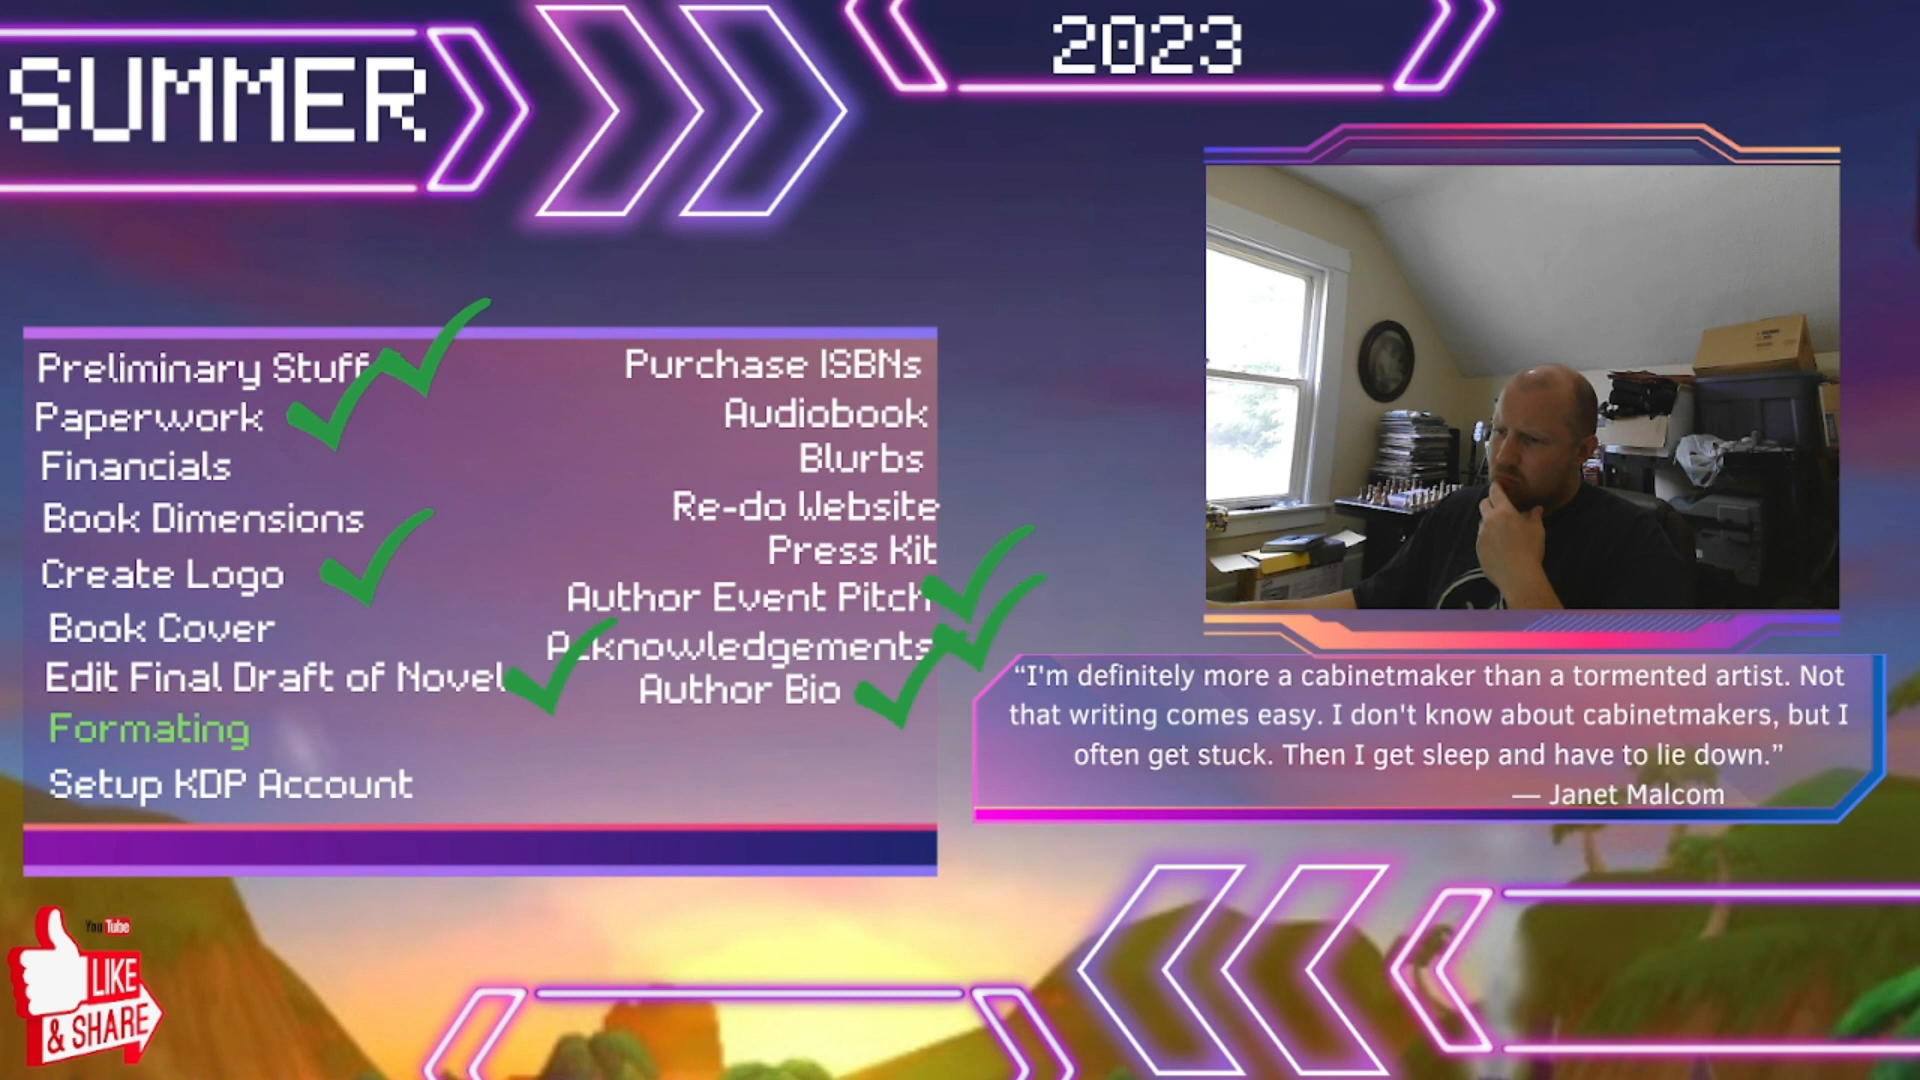 SUMMER
2023
Preliminary Stuff
Paperwork
Financials
Book Dimensions
Create Logo
Book Cover
Edit Final Draft of Novel
Formating
Setup KDP Account
Purchase ISBNs
Audiobook
Blurbs
Re-do Website
Press Kit
Author Event Pitch
Acknowledgements
Author Bio
“I'm definitely more a cabinetmaker than a tormented artist. Not
that writing comes easy. I don't know about cabinetmakers, but I
often get stuck. Then I get sleep and have to lie down.”
— Janet Malcom
YouTube
LIKE
& SHARE